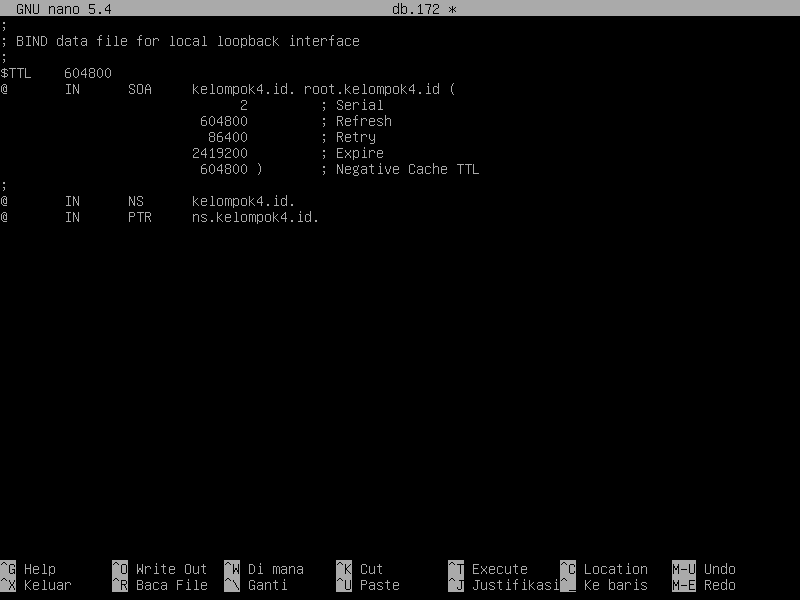 GNU nano 5.4 db.172 *
;
; BIND data file for local loopback interface
;
$TTL 604800
@ IN SOA kelompok4.id. root.kelompok4.id (
2 ; Serial
604800 ; Refresh
86400 ; Retry
2419200 ; Expire
604800 ) ; Negative Cache TTL
;
@ IN NS kelompok4.id.
@ IN PTR ns.kelompok4.id.
^G Help ^O Write Out ^W Di mana ^K Cut ^T Execute ^C Location M-U Undo
^X Keluar ^R Baca File ^\ Ganti ^U Paste ^J Justifikasi ^_ Ke baris M-E Redo